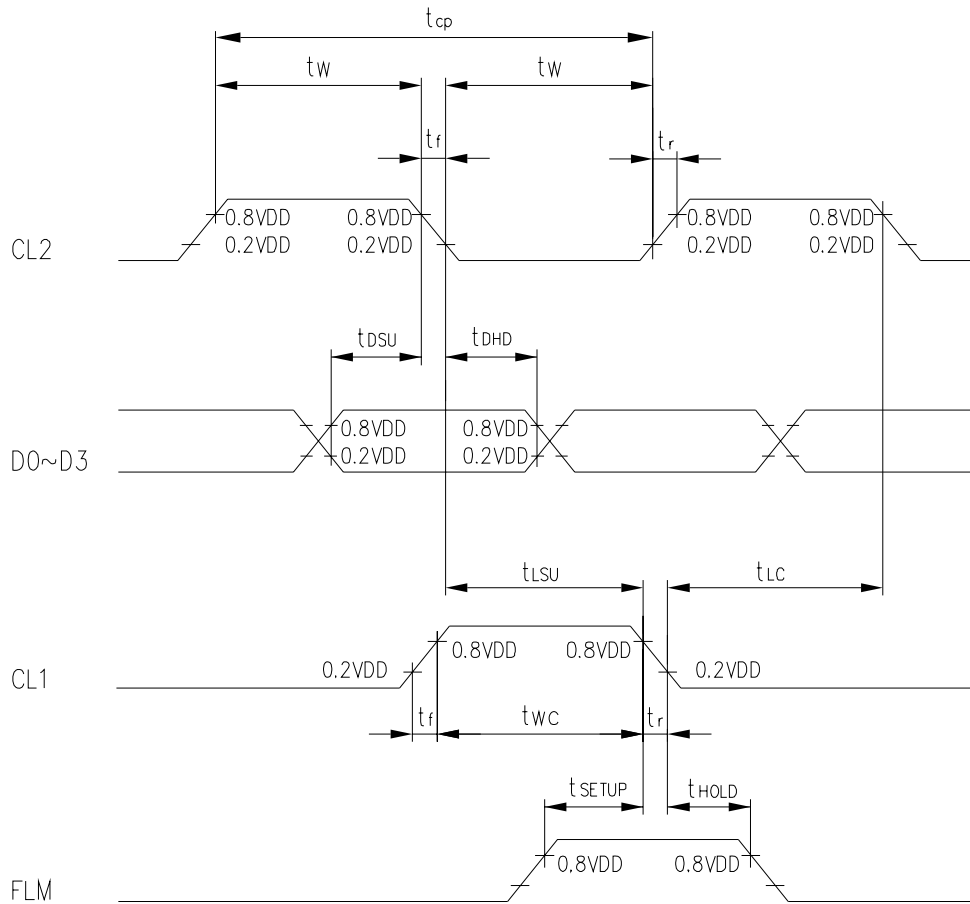 tcp
tW tW
tf tr
0.8VDD 0.8VDD 0.8VDD 0.8VDD
CL2 0.2VDD 0.2VDD 0.2VDD 0.2VDD
tDSU tDHD
0.8VDD 0.8VDD
D0~D3 0.2VDD 0.2VDD
tLSU tLC
0.8VDD 0.8VDD
CL1 0.2VDD 0.2VDD
tf tWC tr
tSETUP tHOLD
0,8VDD 0.8VDD
FLM